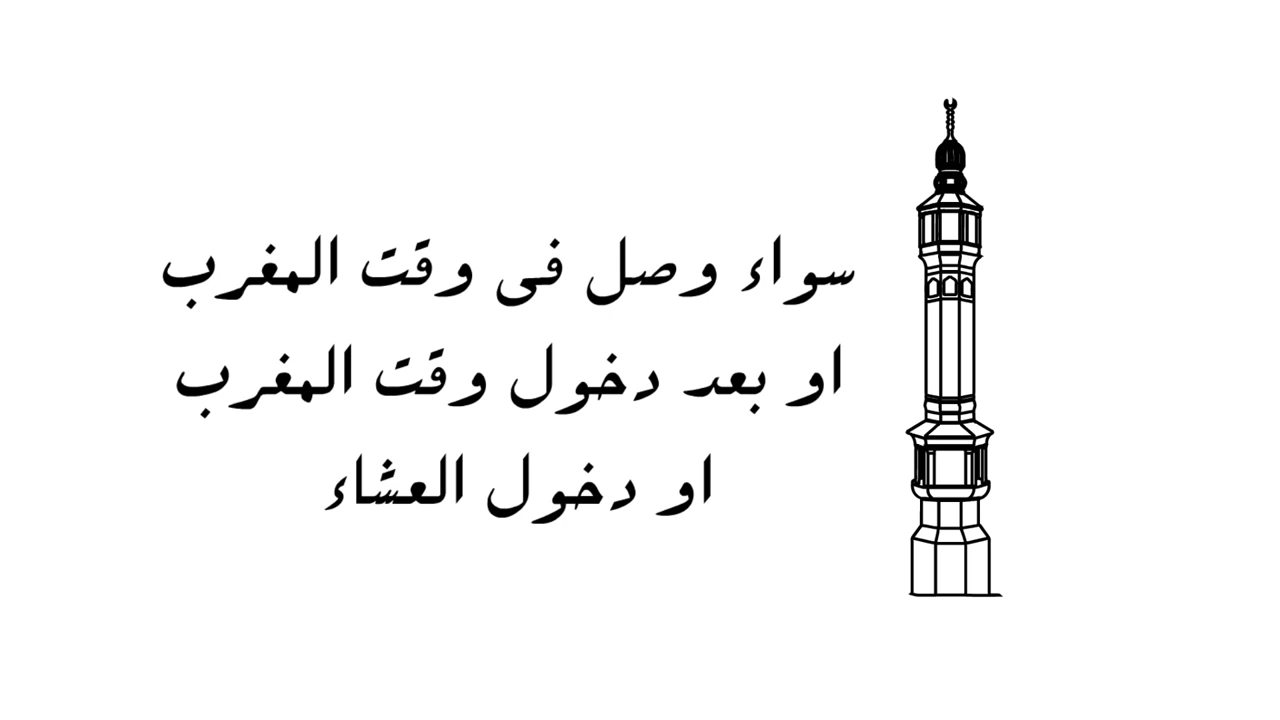 سواء وصل فى وقت المغرب
او بعد دخول وقت المغرب
او دخول العشاء